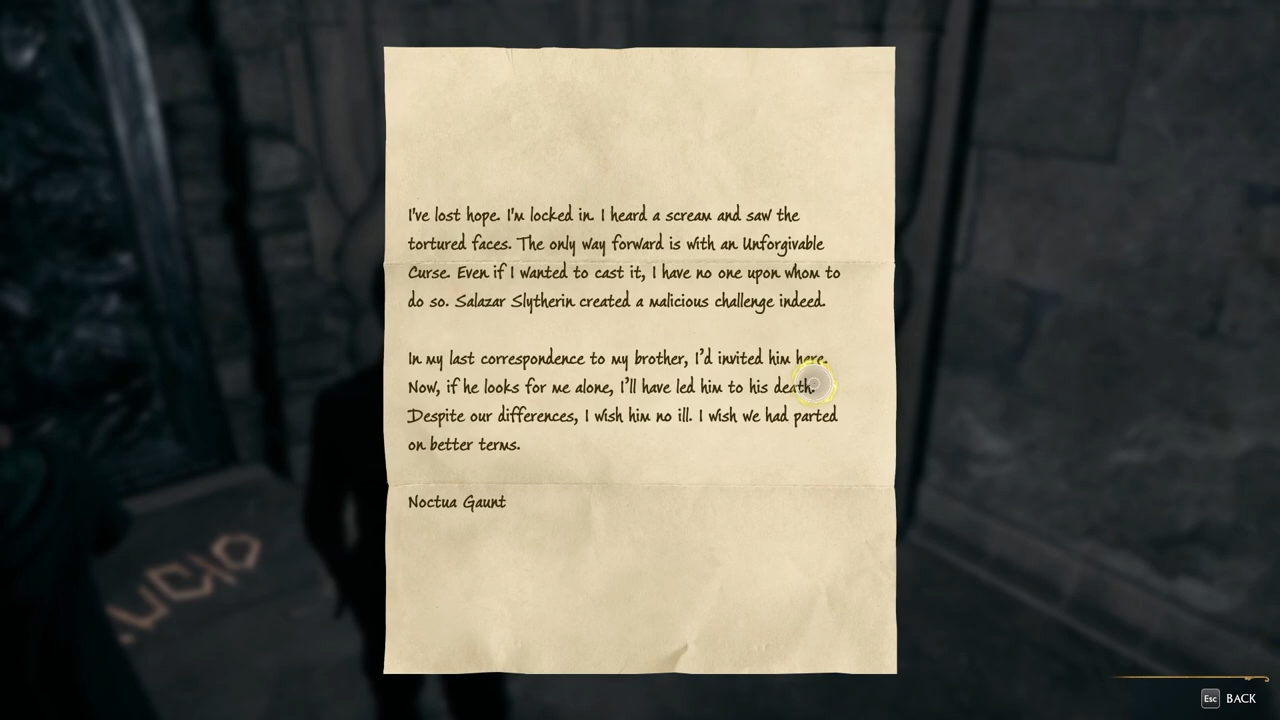 I've lost hope. I'm locked in. I heard a scream and saw the
tortured faces. The only way forward is with an Unforgivable
Curse. Even if I wanted to cast it, I have no one upon whom to
do so. Salazar Slytherin created a malicious challenge indeed.
In my last correspondence to my brother, I'd invited him here.
Now, if he looks for me alone, I'll have led him to his death.
Despite our differences, I wish him no ill. I wish we had parted
on better terms.
Noctua Gaunt
Esc BACK